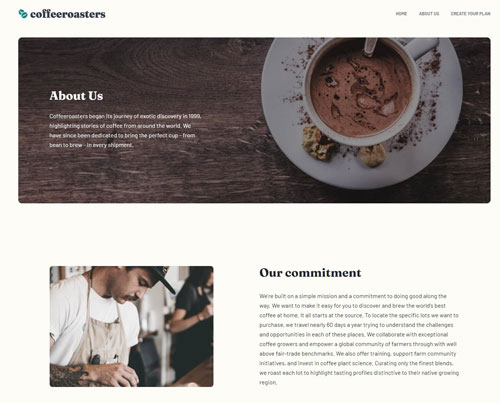 coffeeroasters
HOME ABOUT US CREATE YOUR PLAN
About Us
Coffeeroasters began its journey of exotic discovery in 1999,
highlighting stories of coffee from around the world. We
have since been dedicated to bring the perfect cup - from
bean to brew - in every shipment.
Our commitment
We're built on a simple mission and a commitment to doing good along the
way. We want to make it easy for you to discover and brew the world's best
coffee at home. It all starts at the source. To locate the specific lots we want to
purchase, we travel nearly 60 days a year trying to understand the challenges
and opportunities in each of these places. We collaborate with exceptional
coffee growers and empower a global community of farmers through with well
above fair-trade benchmarks. We also offer training, support farm community
initiatives, and invest in coffee plant science. Curating only the finest blends,
we roast each lot to highlight tasting profiles distinctive to their native growing
region.